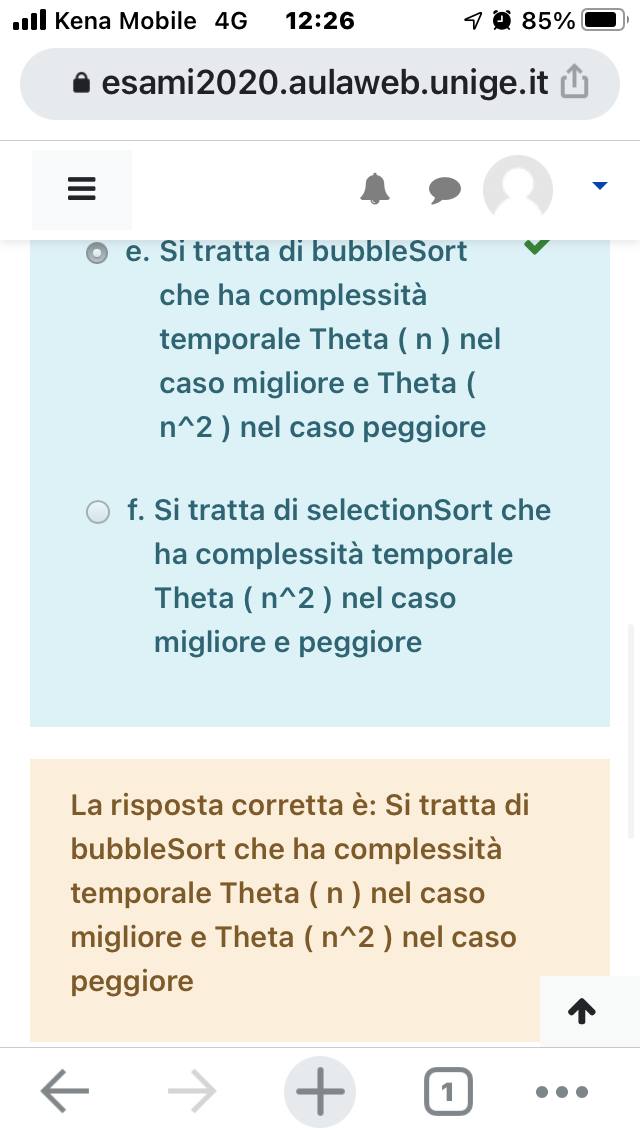 Kena Mobile 4G 12:26 85%
esami2020.aulaweb.unige.it
e. Si tratta di bubbleSort
che ha complessità
temporale Theta ( n ) nel
caso migliore e Theta (
n^2 ) nel caso peggiore
f. Si tratta di selectionSort che
ha complessità temporale
Theta ( n^2 ) nel caso
migliore e peggiore
La risposta corretta è: Si tratta di
bubbleSort che ha complessità
temporale Theta ( n ) nel caso
migliore e Theta ( n^2 ) nel caso
peggiore
1